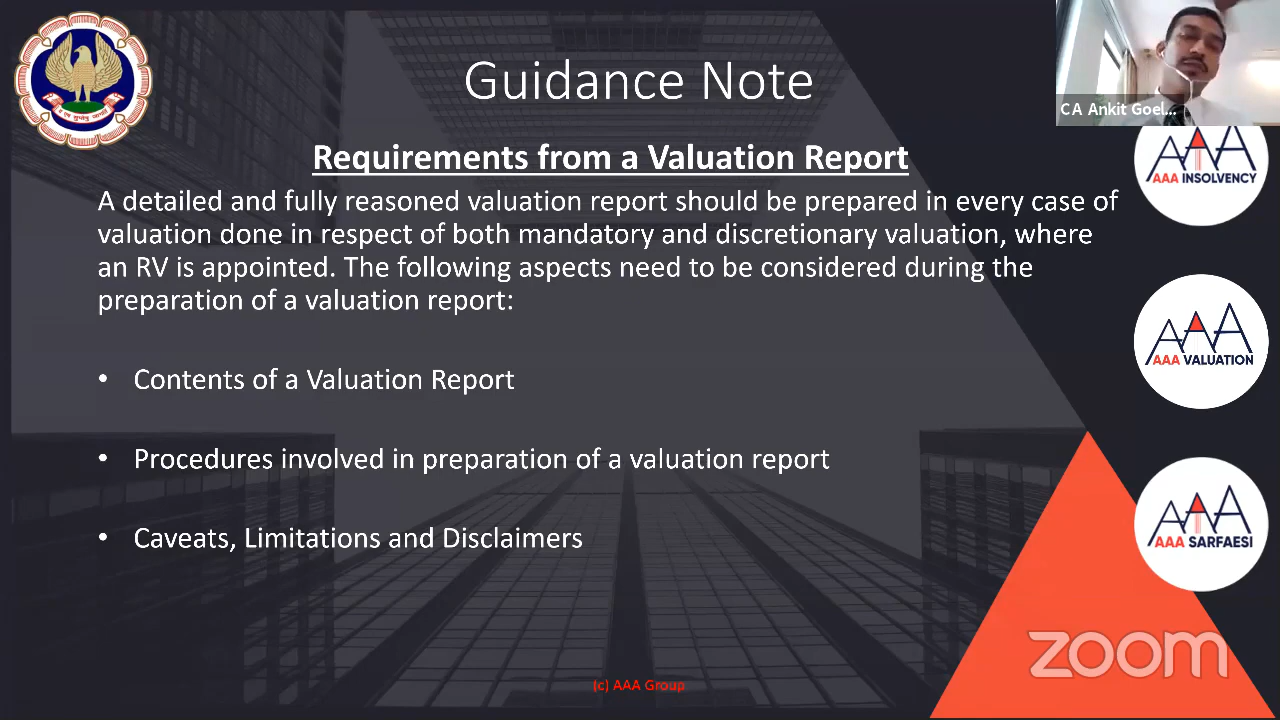 Guidance Note
CA Ankit Goel...
Requirements from a Valuation Report
A detailed and fully reasoned valuation report should be prepared in every case of
valuation done in respect of both mandatory and discretionary valuation, where
an RV is appointed. The following aspects need to be considered during the
preparation of a valuation report:
• Contents of a Valuation Report
• Procedures involved in preparation of a valuation report
• Caveats, Limitations and Disclaimers
AAA
AAA INSOLVENCY
AAA
AAA VALUATION
AAA
AAA SARFAESI
zoom
(c) AAA Group